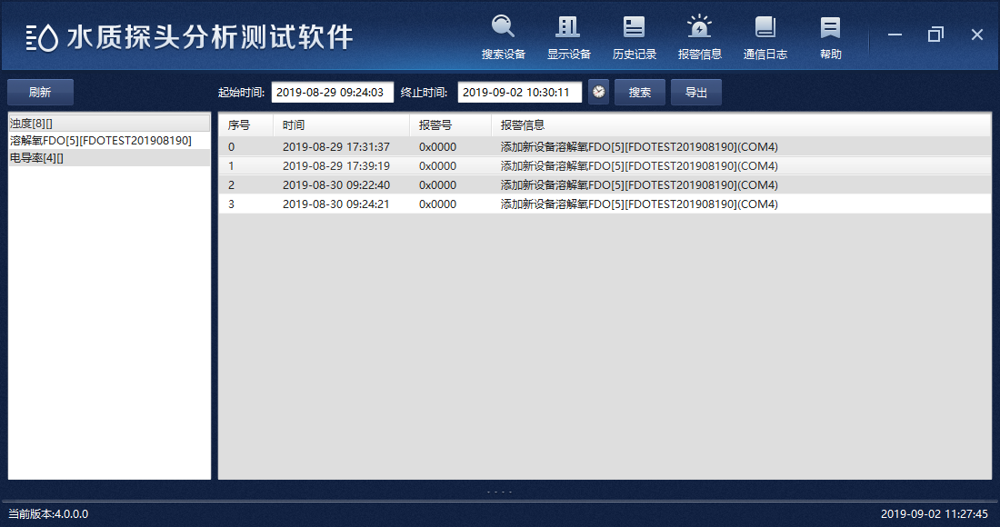 水质探头分析测试软件
搜索设备 显示设备 历史记录 报警信息 通信日志 帮助
刷新 起始时间: 2019-08-29 09:24:03 终止时间: 2019-09-02 10:30:11 搜索 导出
浊度[8][]
溶解氧FDO[5][FDOTEST201908190]
电导率[4][]
序号 时间 报警号 报警信息
0 2019-08-29 17:31:37 0x0000 添加新设备溶解氧FDO[5][FDOTEST201908190](COM4)
1 2019-08-29 17:39:19 0x0000 添加新设备溶解氧FDO[5][FDOTEST201908190](COM4)
2 2019-08-30 09:22:40 0x0000 添加新设备溶解氧FDO[5][FDOTEST201908190](COM4)
3 2019-08-30 09:24:21 0x0000 添加新设备溶解氧FDO[5][FDOTEST201908190](COM4)
当前版本:4.0.0.0 2019-09-02 11:27:45